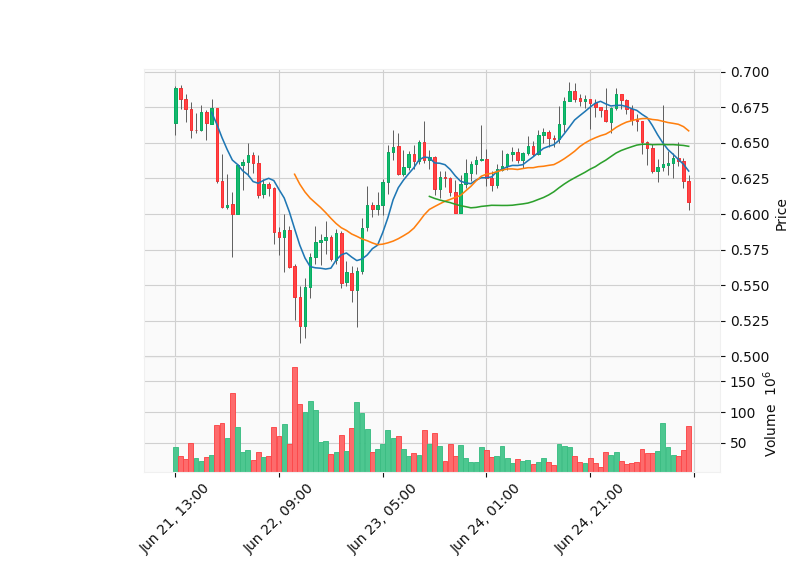 0.700
0.675
0.650
0.625
0.600
0.575
0.550
0.525
0.500
Price
150
100
50
Volume 10⁶
Jun 21, 13:00
Jun 22, 09:00
Jun 23, 05:00
Jun 24, 01:00
Jun 24, 21:00